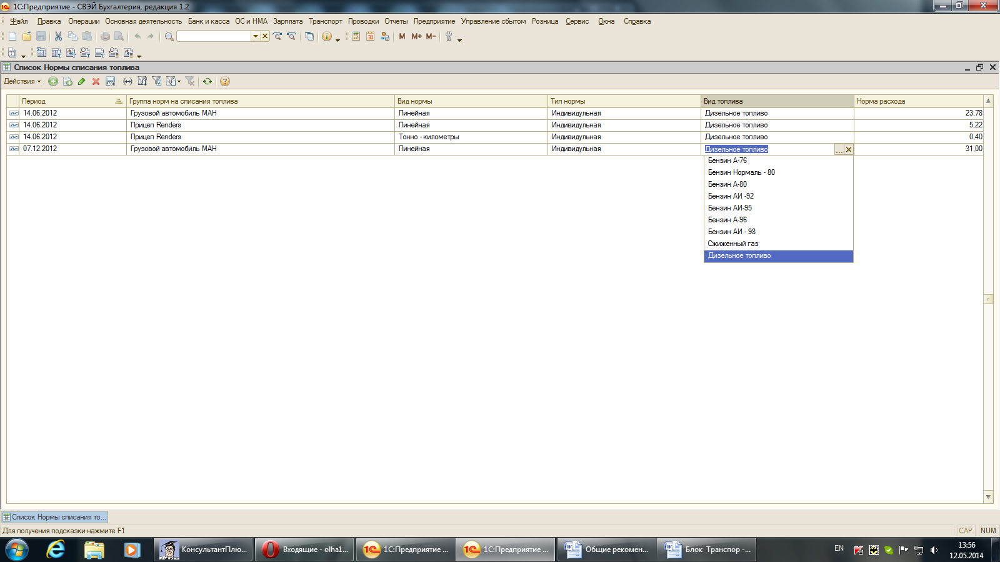 1С:Предприятие - СВЭЙ Бухгалтерия, редакция 1.2
Файл Правка Операции Основная деятельность Банк и касса ОС и НМА Зарплата Транспорт Проводки Отчеты Предприятие Управление сбытом Розница Сервис Окна Справка
M M+ M-
Список Нормы списания топлива
Действия
Период Группа норм на списания топлива Вид нормы Тип нормы Вид топлива Норма расхода
14.06.2012 Грузовой автомобиль МАН Линейная Индивидульная Дизельное топливо 23,78
14.06.2012 Прицеп Renders Линейная Индивидульная Дизельное топливо 5,22
14.06.2012 Прицеп Renders Тонно - километры Индивидульная Дизельное топливо 0,40
07.12.2012 Грузовой автомобиль МАН Линейная Индивидульная Дизельное топливо ... 31,00
Бензин А-76
Бензин Нормаль - 80
Бензин А-80
Бензин АИ -92
Бензин АИ-95
Бензин А-96
Бензин АИ - 98
Сжиженный газ
Дизельное топливо
Список Нормы списания то...
Для получения подсказки нажмите F1 CAP NUM
КонсультантПлю... Входящие - olha1... 1С:Предприятие ... 1С:Предприятие ... Общие рекомен... Блок Транспор -... EN 13:56
12.05.2014